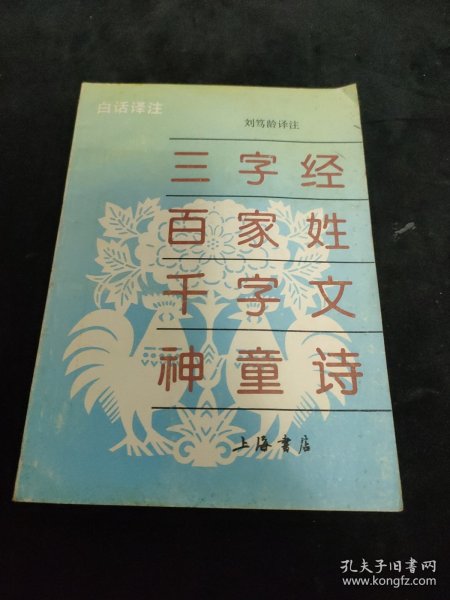 白话译注
刘笃龄译注
三字经
百家姓
千字文
神童诗
上海书店
孔夫子旧书网
www.kongfz.com